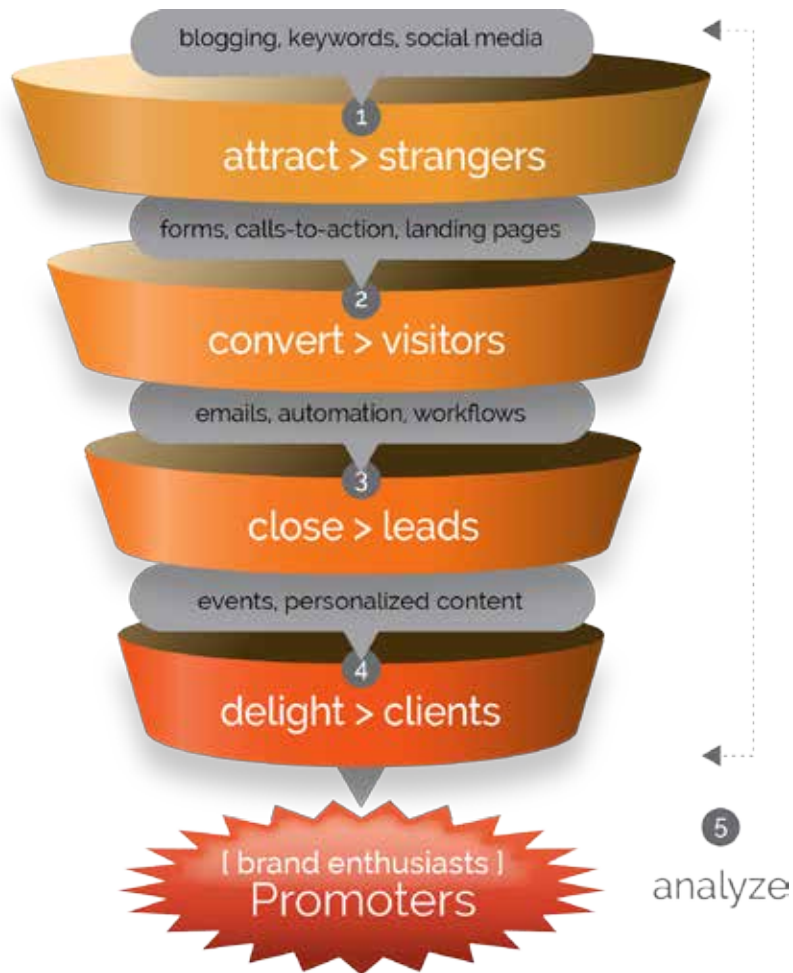 blogging, keywords, social media
1
attract > strangers
forms, calls-to-action, landing pages
2
convert > visitors
emails, automation, workflows
3
close > leads
events, personalized content
4
delight > clients
[ brand enthusiasts ]
Promoters
5
analyze